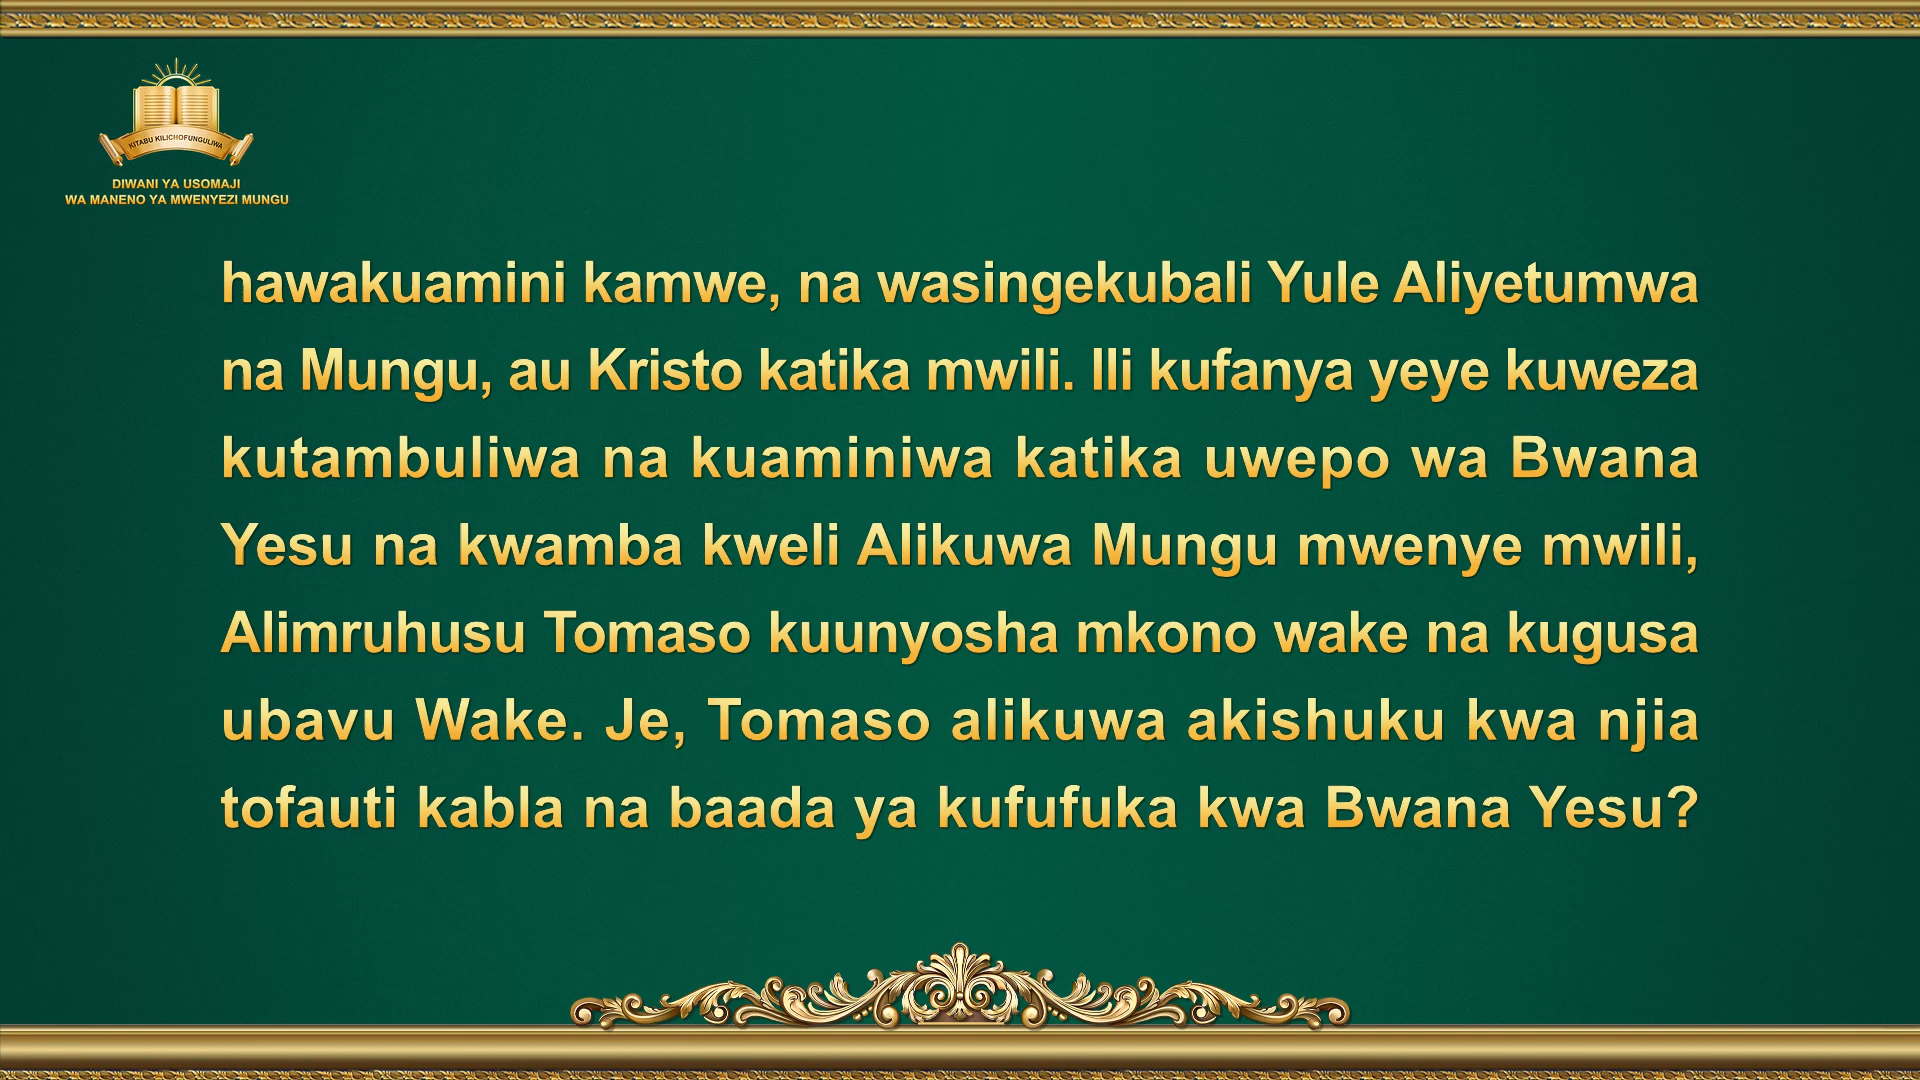 KITABU KILICHOFUNGULIWA
DIWANI YA USOMAJI
WA MANENO YA MWENYEZI MUNGU
hawakuamini kamwe, na wasingekubali Yule Aliyetumwa
na Mungu, au Kristo katika mwili. Ili kufanya yeye kuweza
kutambuliwa na kuaminiwa katika uwepo wa Bwana
Yesu na kwamba kweli Alikuwa Mungu mwenye mwili,
Alimruhusu Tomaso kuunyosha mkono wake na kugusa
ubavu Wake. Je, Tomaso alikuwa akishuku kwa njia
tofauti kabla na baada ya kufufuka kwa Bwana Yesu?